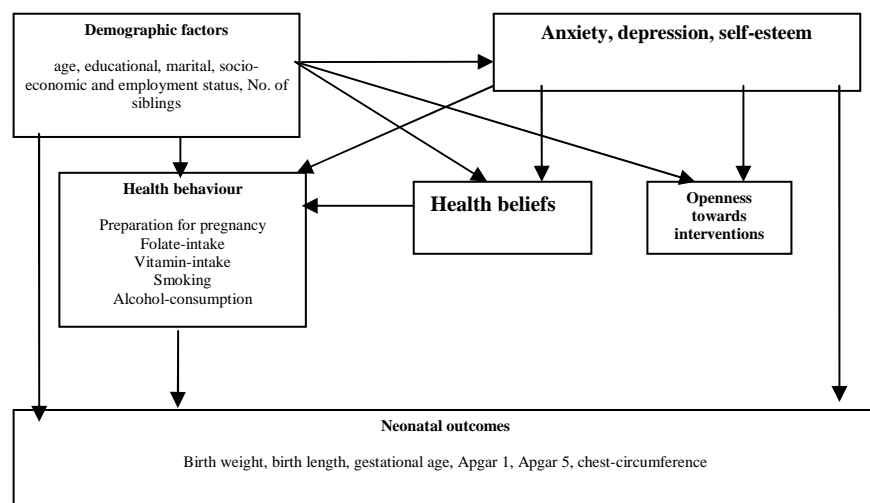 Demographic factors
age, educational, marital, socio-
economic and employment status, No. of
siblings
Anxiety, depression, self-esteem
Health behaviour
Preparation for pregnancy
Folate-intake
Vitamin-intake
Smoking
Alcohol-consumption
Health beliefs
Openness
towards
interventions
Neonatal outcomes
Birth weight, birth length, gestational age, Apgar 1, Apgar 5, chest-circumference